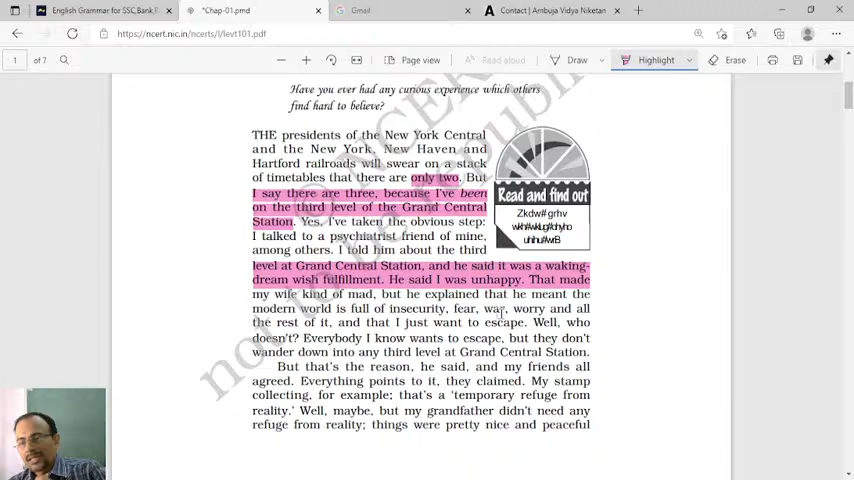 English Grammar for SSC,Bank,R
*Chap-01.pmd
Gmail
Contact | Ambuja Vidya Niketan
https://ncert.nic.in/ncerts/l/levt101.pdf
1 of 7
Page view
Read aloud
Draw
Highlight
Erase
Have you ever had any curious experience which others
find hard to believe?
THE presidents of the New York Central
and the New York, New Haven and
Hartford railroads will swear on a stack
of timetables that there are only two. But
I say there are three, because I've been
on the third level of the Grand Central
Station. Yes, I've taken the obvious step:
I talked to a psychiatrist friend of mine,
among others. I told him about the third
level at Grand Central Station, and he said it was a waking-
dream wish fulfillment. He said I was unhappy. That made
my wife kind of mad, but he explained that he meant the
modern world is full of insecurity, fear, war, worry and all
the rest of it, and that I just want to escape. Well, who
doesn't? Everybody I know wants to escape, but they don't
wander down into any third level at Grand Central Station.
But that's the reason, he said, and my friends all
agreed. Everything points to it, they claimed. My stamp
collecting, for example; that's a 'temporary refuge from
reality.' Well, maybe, but my grandfather didn't need any
refuge from reality; things were pretty nice and peaceful
Read and find out
Zkdw# grhv
© NCERT
not to be republi